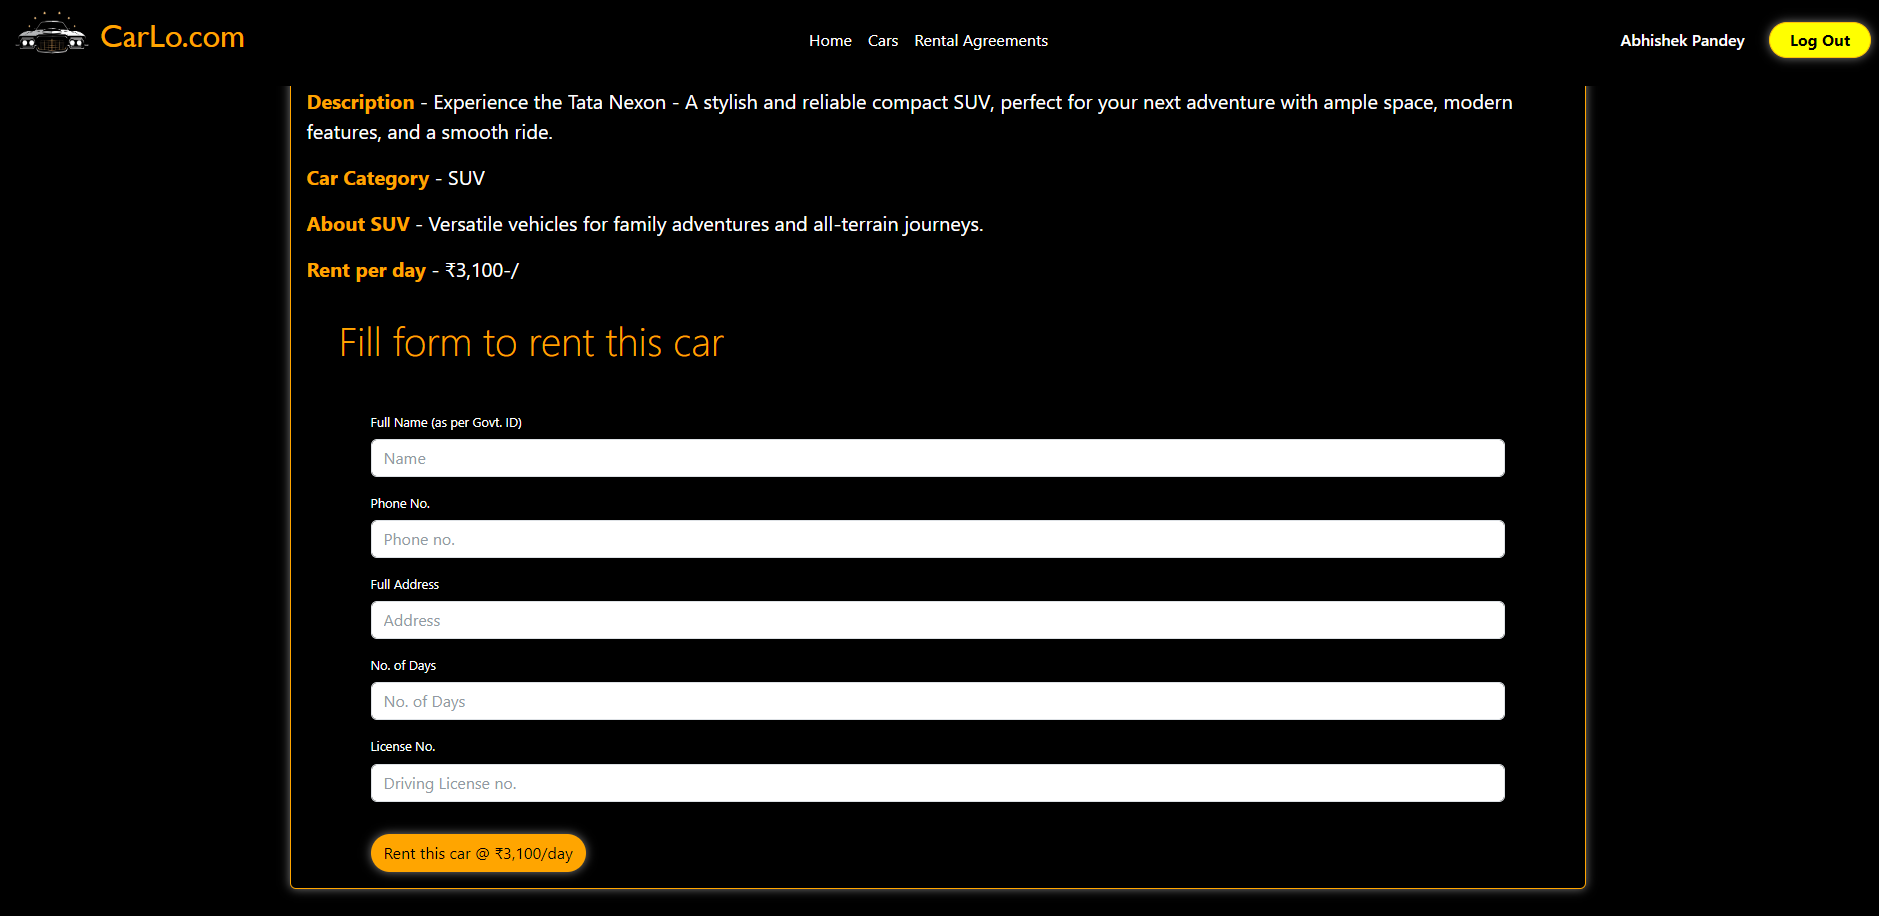 CarLo.com
Home Cars Rental Agreements
Abhishek Pandey
Log Out
Description - Experience the Tata Nexon - A stylish and reliable compact SUV, perfect for your next adventure with ample space, modern
features, and a smooth ride.
Car Category - SUV
About SUV - Versatile vehicles for family adventures and all-terrain journeys.
Rent per day - ₹3,100-/
Fill form to rent this car
Full Name (as per Govt. ID)
Name
Phone No.
Phone no.
Full Address
Address
No. of Days
No. of Days
License No.
Driving License no.
Rent this car @ ₹3,100/day